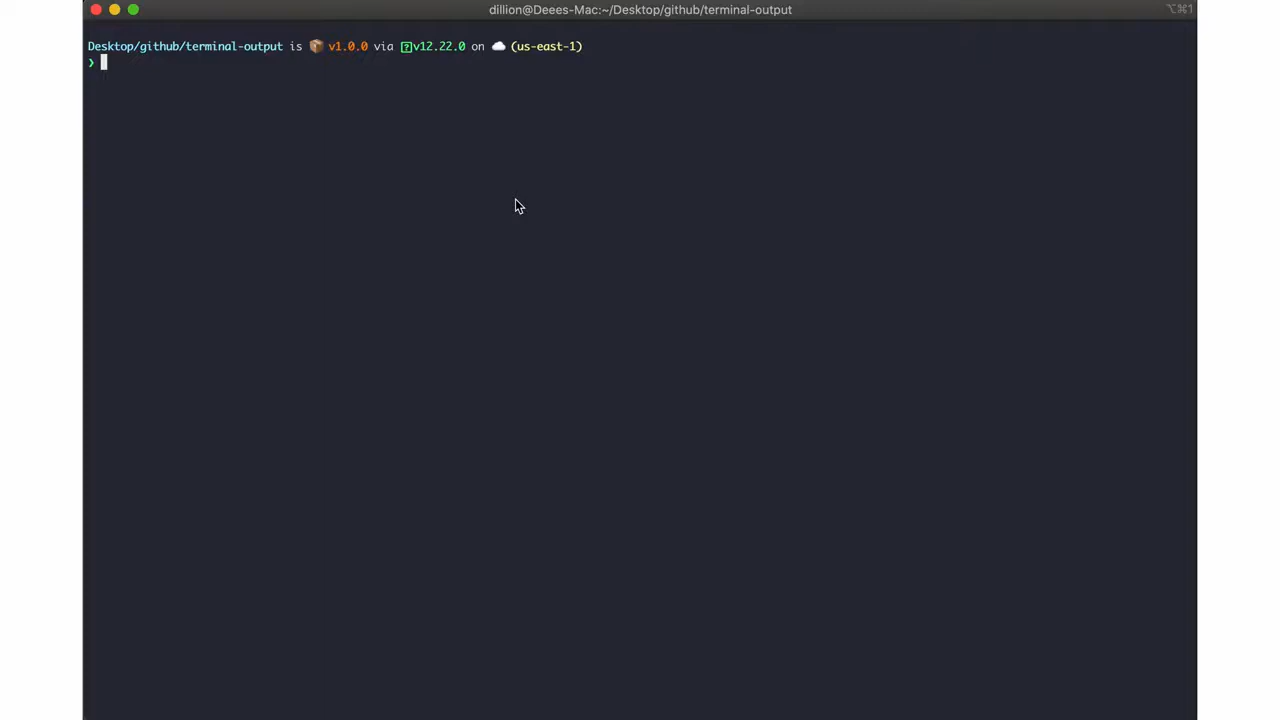 dillion@Deees-Mac:~/Desktop/github/terminal-output
⌥⌘1
Desktop/github/terminal-output is 📦 v1.0.0 via ⍰v12.22.0 on ☁️ (us-east-1)
❯